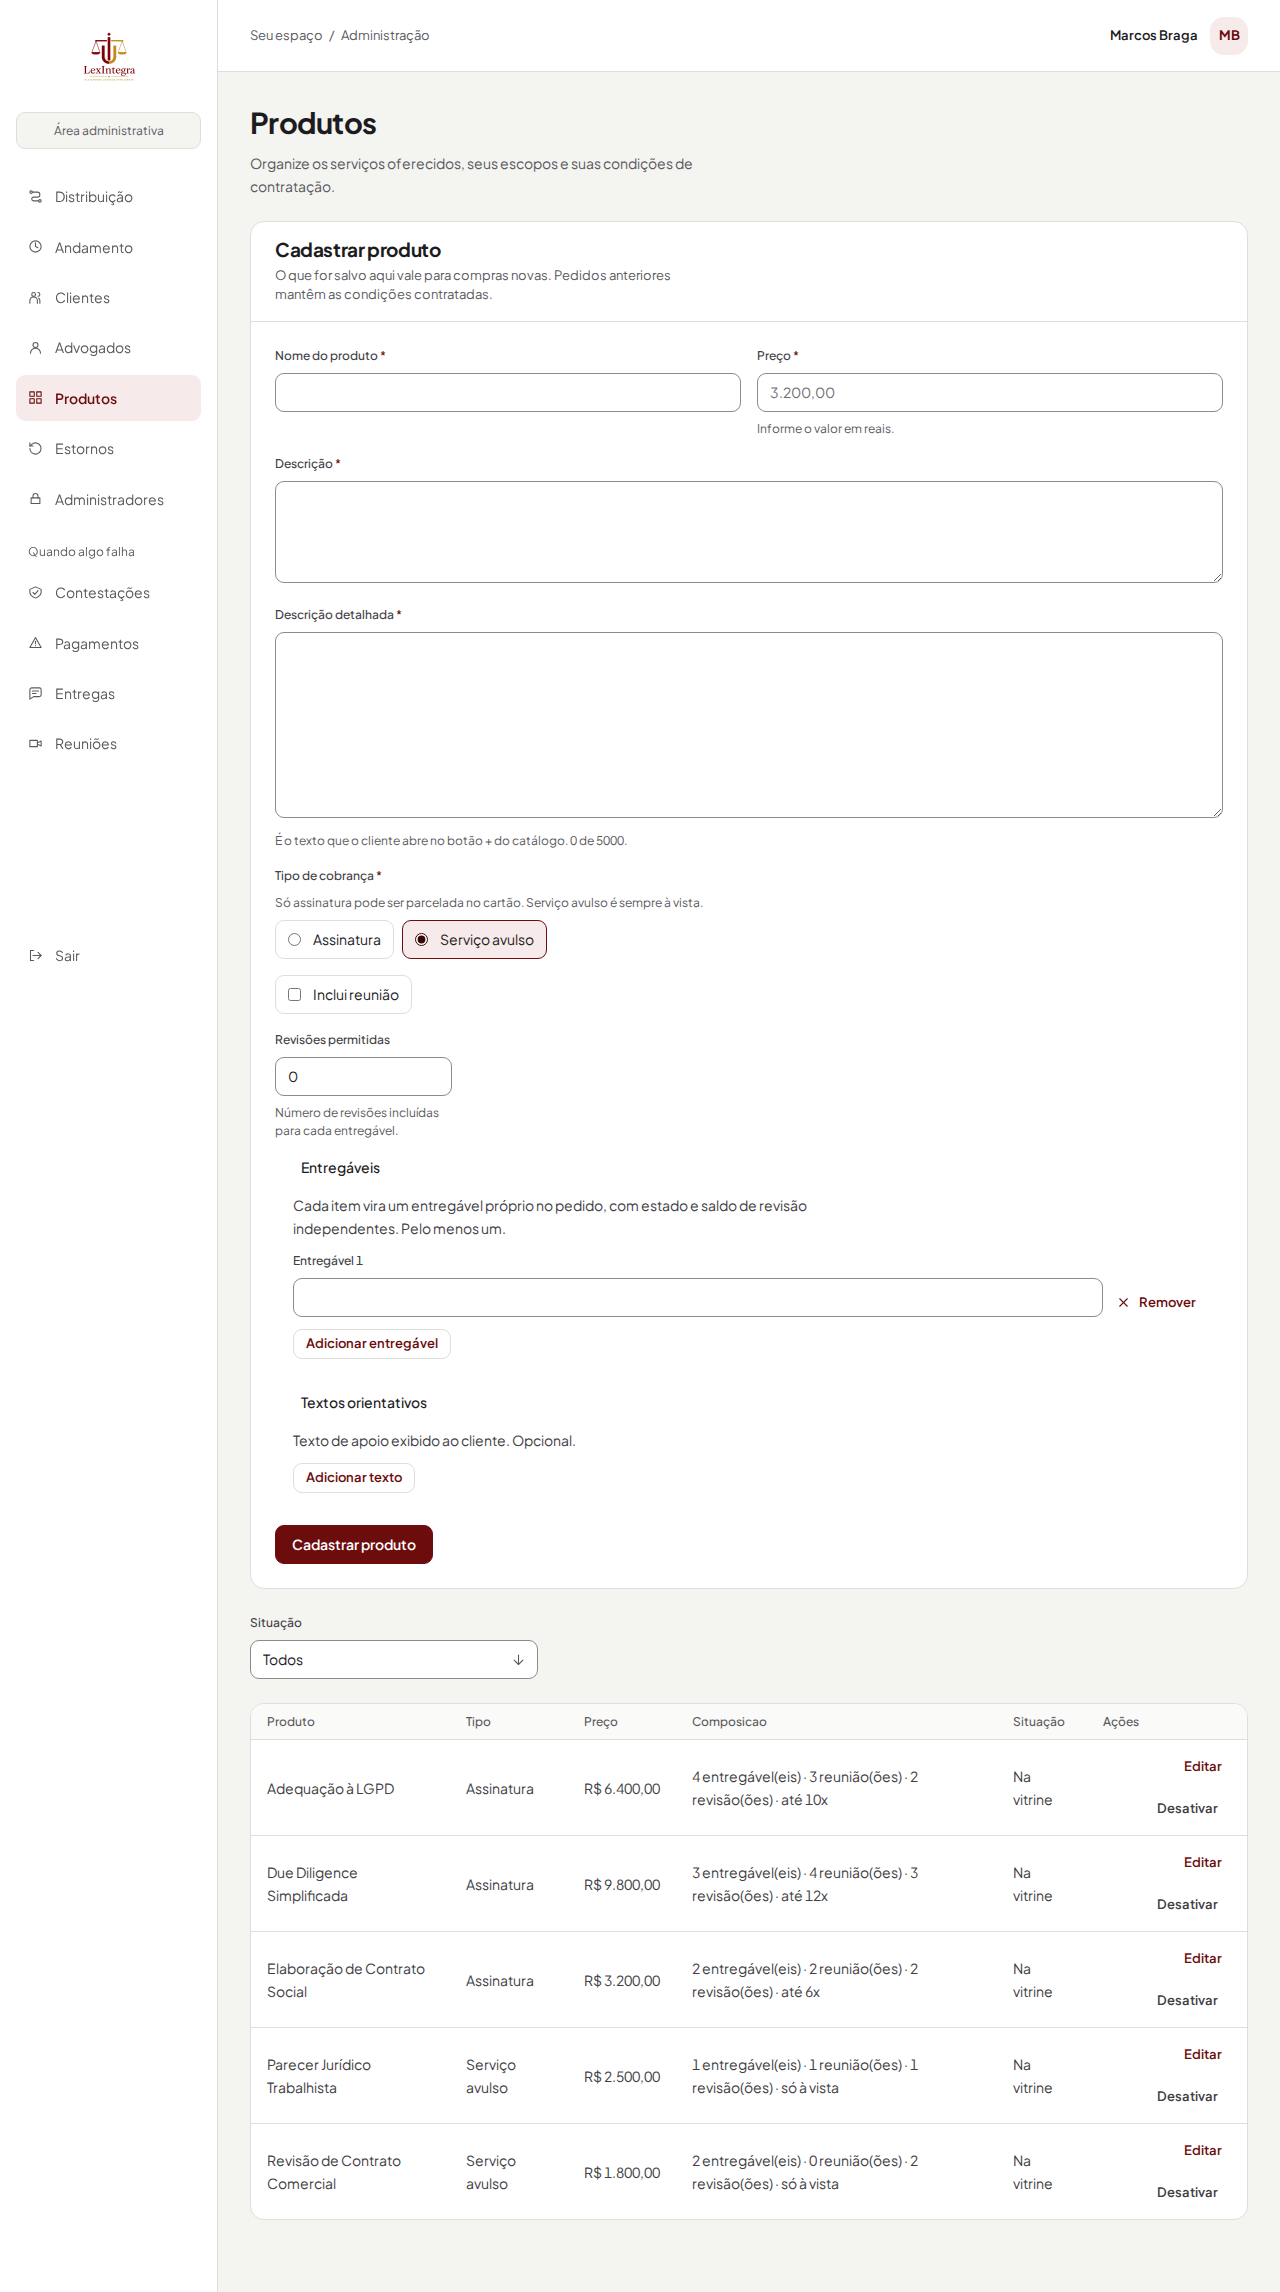 LexIntegra
Área administrativa
Distribuição
Andamento
Clientes
Advogados
Produtos
Estornos
Administradores
Quando algo falha
Contestações
Pagamentos
Entregas
Reuniões
Sair
Seu espaço / Administração
Marcos Braga MB
Produtos
Organize os serviços oferecidos, seus escopos e suas condições de
contratação.
Cadastrar produto
O que for salvo aqui vale para compras novas. Pedidos anteriores
mantêm as condições contratadas.
Nome do produto * Preço *
3.200,00
Informe o valor em reais.
Descrição *
Descrição detalhada *
É o texto que o cliente abre no botão + do catálogo. 0 de 5000.
Tipo de cobrança *
Só assinatura pode ser parcelada no cartão. Serviço avulso é sempre à vista.
Assinatura Serviço avulso
Inclui reunião
Revisões permitidas
0
Número de revisões incluídas
para cada entregável.
Entregáveis
Cada item vira um entregável próprio no pedido, com estado e saldo de revisão
independentes. Pelo menos um.
Entregável 1
Remover
Adicionar entregável
Textos orientativos
Texto de apoio exibido ao cliente. Opcional.
Adicionar texto
Cadastrar produto
Situação
Todos
Produto Tipo Preço Composicao Situação Ações
Adequação à LGPD Assinatura R$ 6.400,00 4 entregável(eis) · 3 reunião(ões) · 2
revisão(ões) · até 10x Na
vitrine Editar
Desativar
Due Diligence
Simplificada Assinatura R$ 9.800,00 3 entregável(eis) · 4 reunião(ões) · 3
revisão(ões) · até 12x Na
vitrine Editar
Desativar
Elaboração de Contrato
Social Assinatura R$ 3.200,00 2 entregável(eis) · 2 reunião(ões) · 2
revisão(ões) · até 6x Na
vitrine Editar
Desativar
Parecer Jurídico
Trabalhista Serviço
avulso R$ 2.500,00 1 entregável(eis) · 1 reunião(ões) · 1
revisão(ões) · só à vista Na
vitrine Editar
Desativar
Revisão de Contrato
Comercial Serviço
avulso R$ 1.800,00 2 entregável(eis) · 0 reunião(ões) · 2
revisão(ões) · só à vista Na
vitrine Editar
Desativar